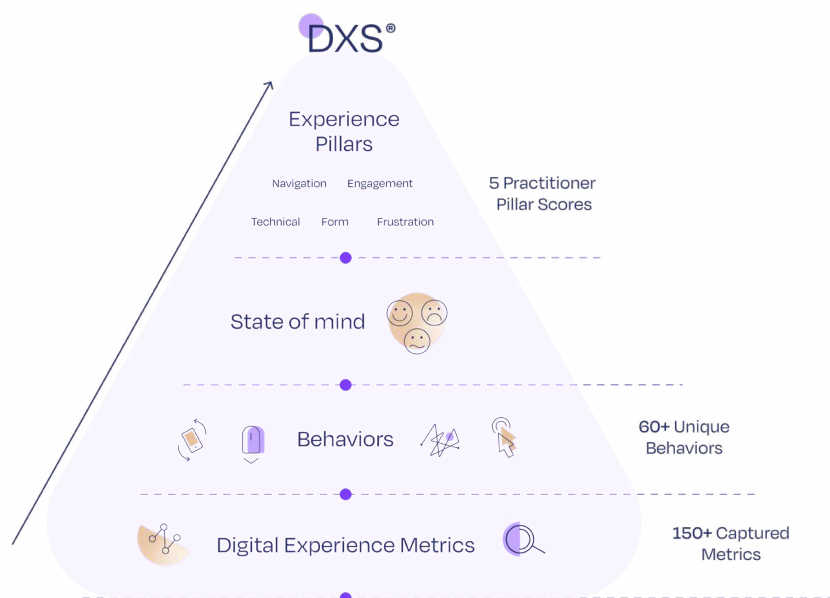 DXS®
Experience
Pillars
Navigation Engagement
Technical Form Frustration
5 Practitioner
Pillar Scores
State of mind
Behaviors
60+ Unique
Behaviors
Digital Experience Metrics
150+ Captured
Metrics